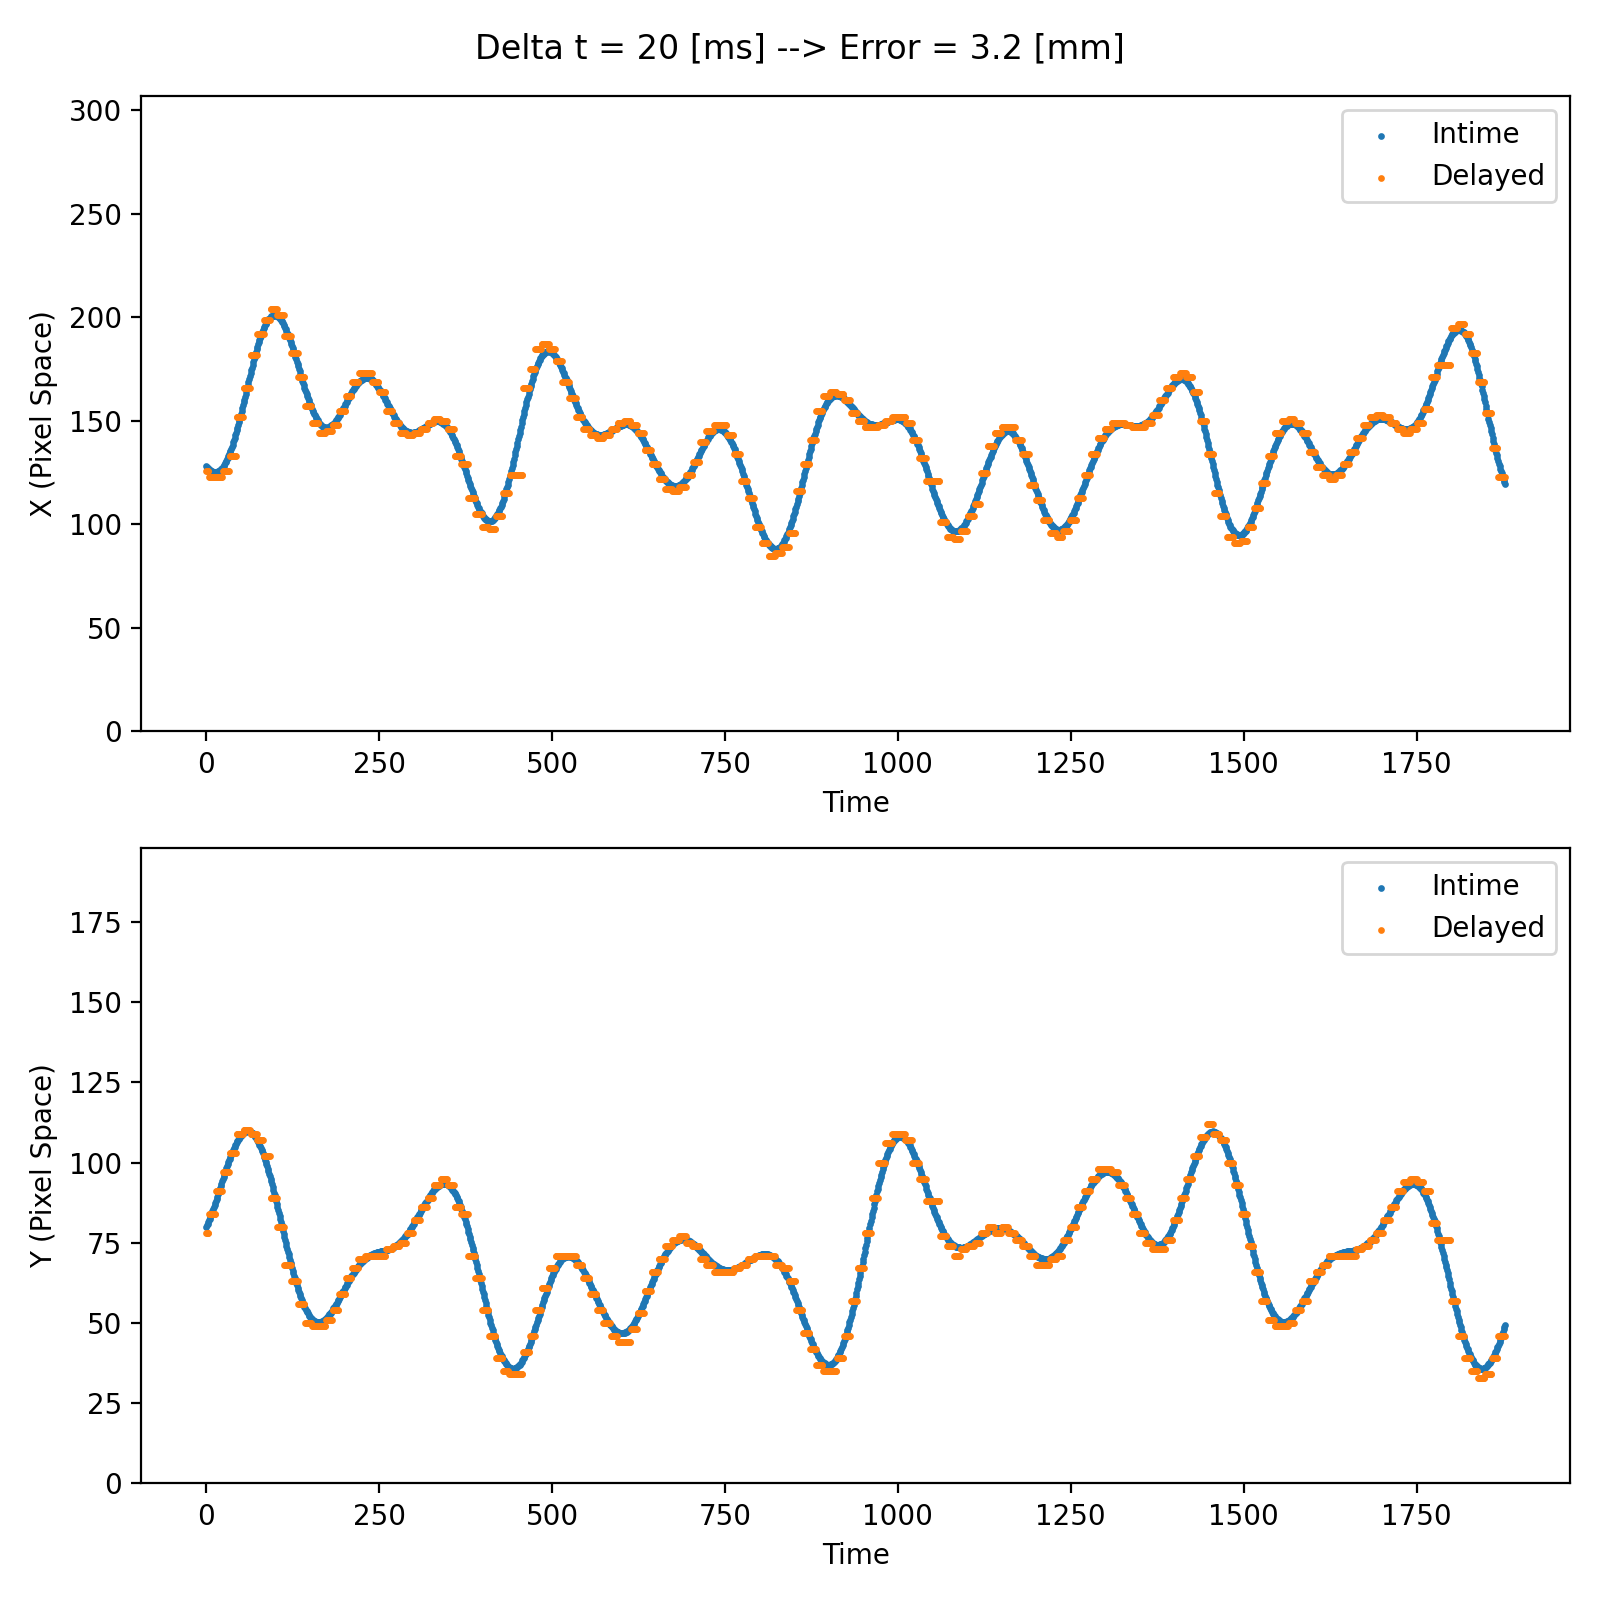 Delta t = 20 [ms] --> Error = 3.2 [mm]
300
250
200
150
100
50
0
X (Pixel Space)
Intime
Delayed
0 250 500 750 1000 1250 1500 1750
Time
175
150
125
100
75
50
25
0
Y (Pixel Space)
Intime
Delayed
0 250 500 750 1000 1250 1500 1750
Time